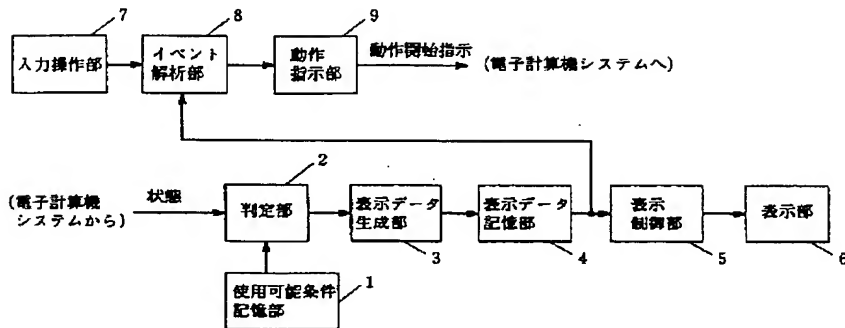 7
8
9
入力操作部
イベント
解析部
動作
指示部
動作開始指示
(電子計算機システムへ)
2
(電子計算機
システムから)
状態
判定部
表示データ
生成部
表示データ
記憶部
表示
制御部
表示部
3
4
5
6
使用可能条件
記憶部
1